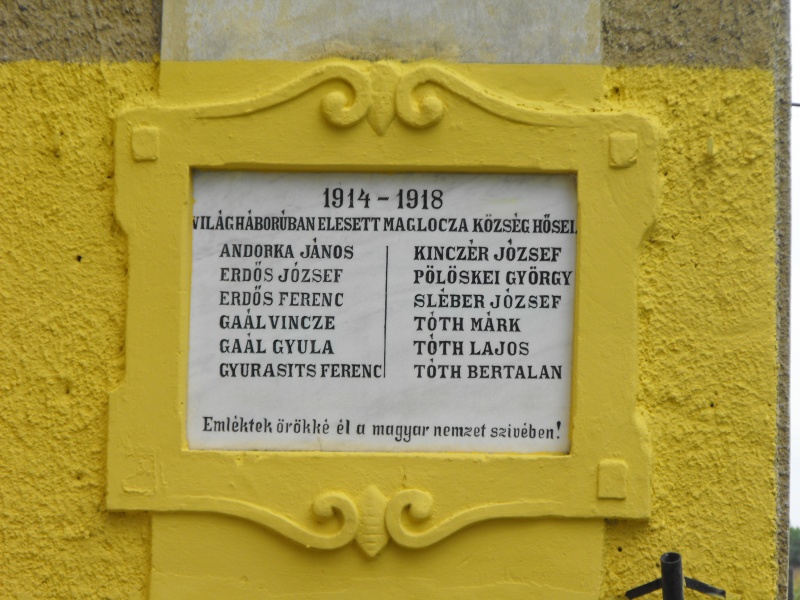 1914 - 1918
VILÁGHÁBORÚBAN ELESETT MAGLOCZA KÖZSÉG HŐSEI.
ANDORKA JÁNOS
ERDŐS JÓZSEF
ERDŐS FERENC
GAÁL VINCZE
GAÁL GYULA
GYURASITS FERENC
KINCZÉR JÓZSEF
PÖLÖSKEI GYÖRGY
SLÉBER JÓZSEF
TÓTH MÁRK
TÓTH LAJOS
TÓTH BERTALAN
Emléktek örökké él a magyar nemzet szivében!